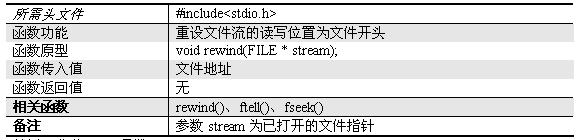 所需头文件 #include<stdio.h>
函数功能 重设文件流的读写位置为文件开头
函数原型 void rewind(FILE * stream);
函数传入值 文件地址
函数返回值 无
相关函数 rewind()、ftell()、fseek()
备注 参数 stream 为已打开的文件指针